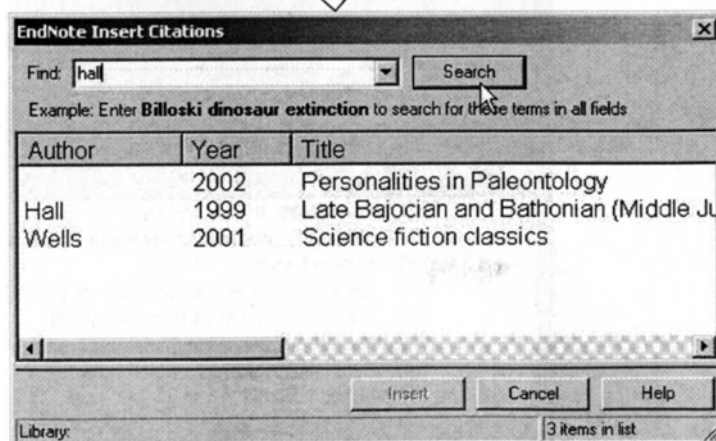 EndNote Insert Citations
Find: hall Search
Example: Enter Billoski dinosaur extinction to search for these terms in all fields
Author Year Title
2002 Personalities in Paleontology
Hall 1999 Late Bajocian and Bathonian (Middle Ju
Wells 2001 Science fiction classics
Insert Cancel Help
Library: 3 items in list